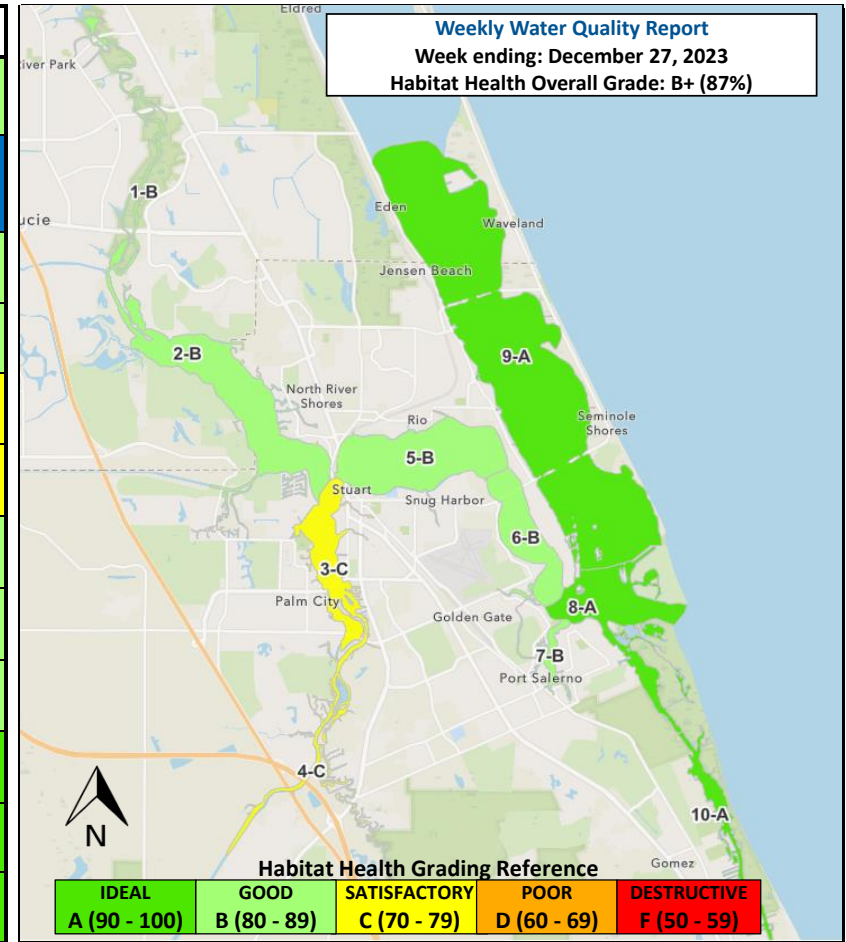 Eldred
Weekly Water Quality Report
Week ending: December 27, 2023
Habitat Health Overall Grade: B+ (87%)
iver Park
1-B
ucie
Eden
Waveland
Jensen Beach
2-B
9-A
North River
Shores
Rio
Seminole
Shores
5-B
Stuart
Snug Harbor
6-B
3-C
Palm City
8-A
Golden Gate
7-B
Port Salerno
4-C
N
10-A
Gomez
Habitat Health Grading Reference
IDEAL GOOD SATISFACTORY POOR DESTRUCTIVE
A (90 - 100) B (80 - 89) C (70 - 79) D (60 - 69) F (50 - 59)